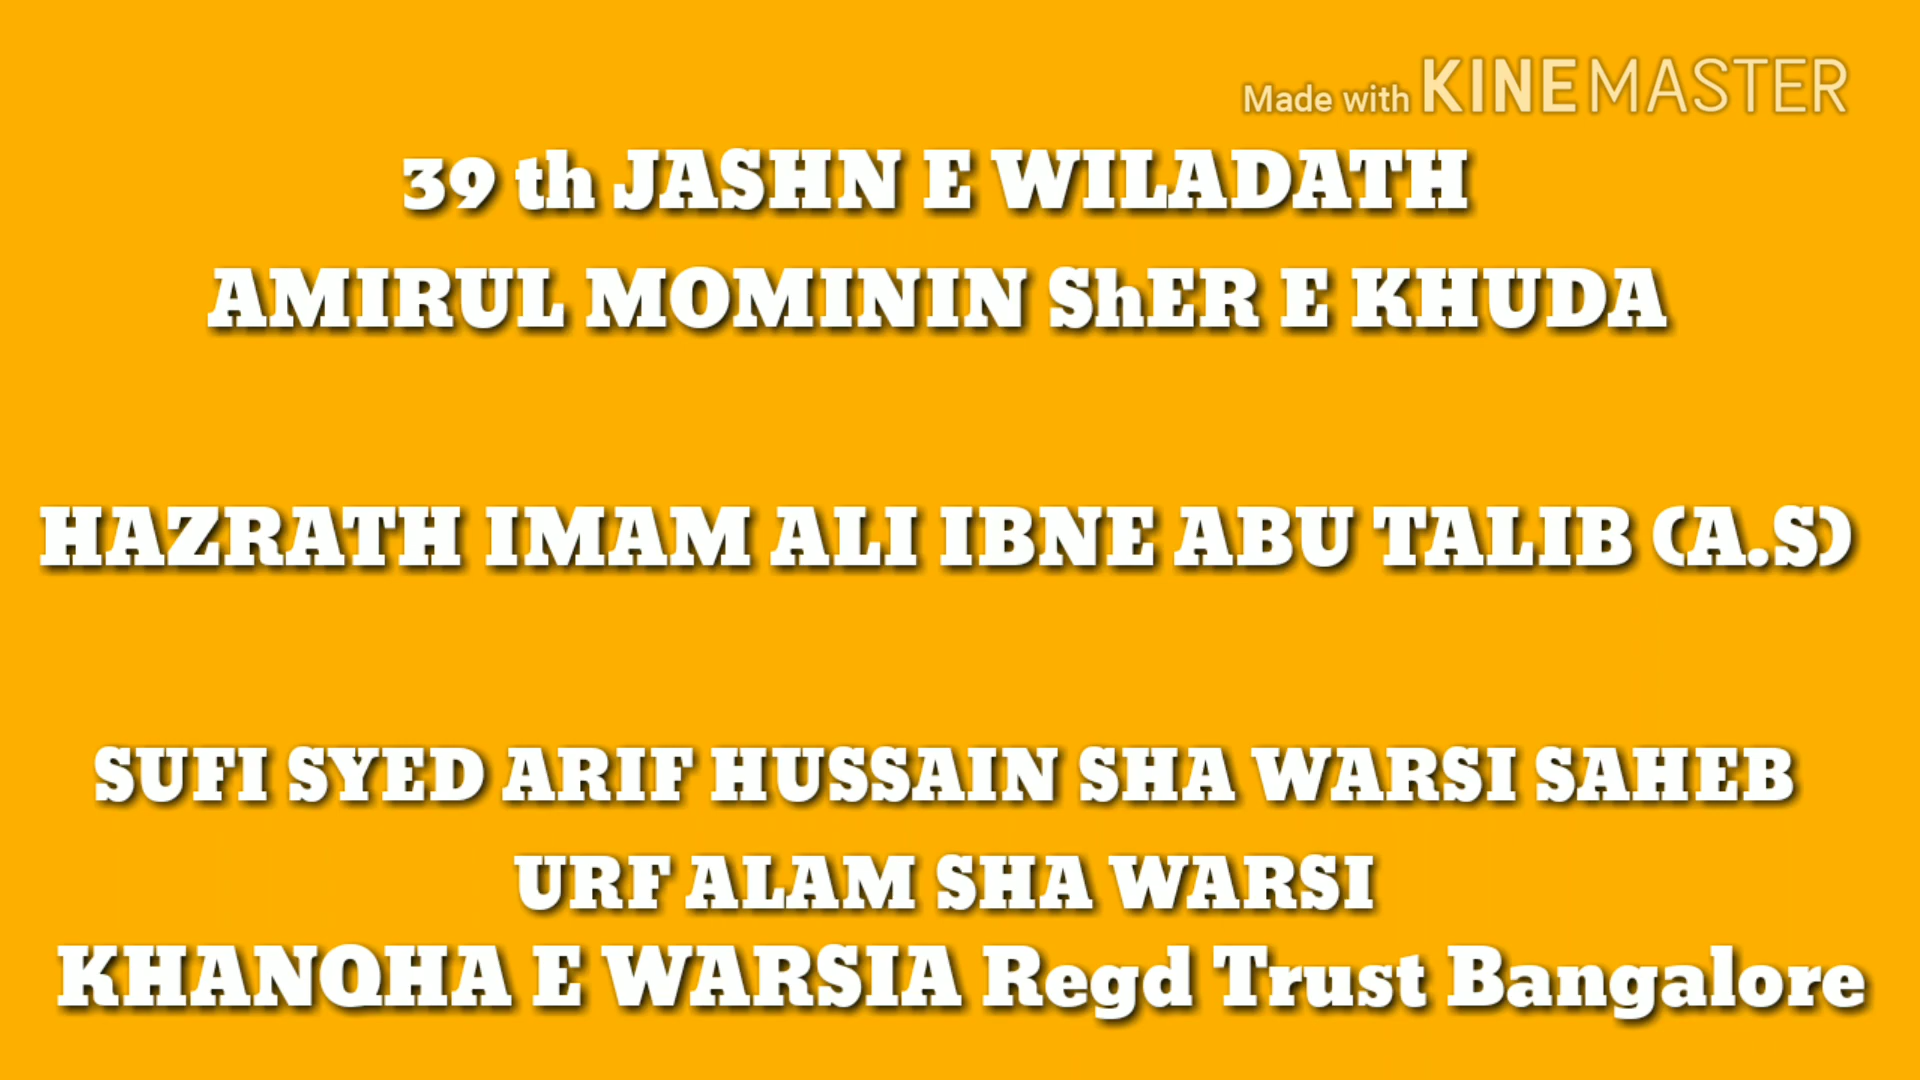 Made with KINEMASTER
39 th JASHN E WILADATH
AMIRUL MOMININ ShER E KHUDA
HAZRATH IMAM ALI IBNE ABU TALIB (A.S)
SUFI SYED ARIF HUSSAIN SHA WARSI SAHEB
URF ALAM SHA WARSI
KHANQHA E WARSIA Regd Trust Bangalore